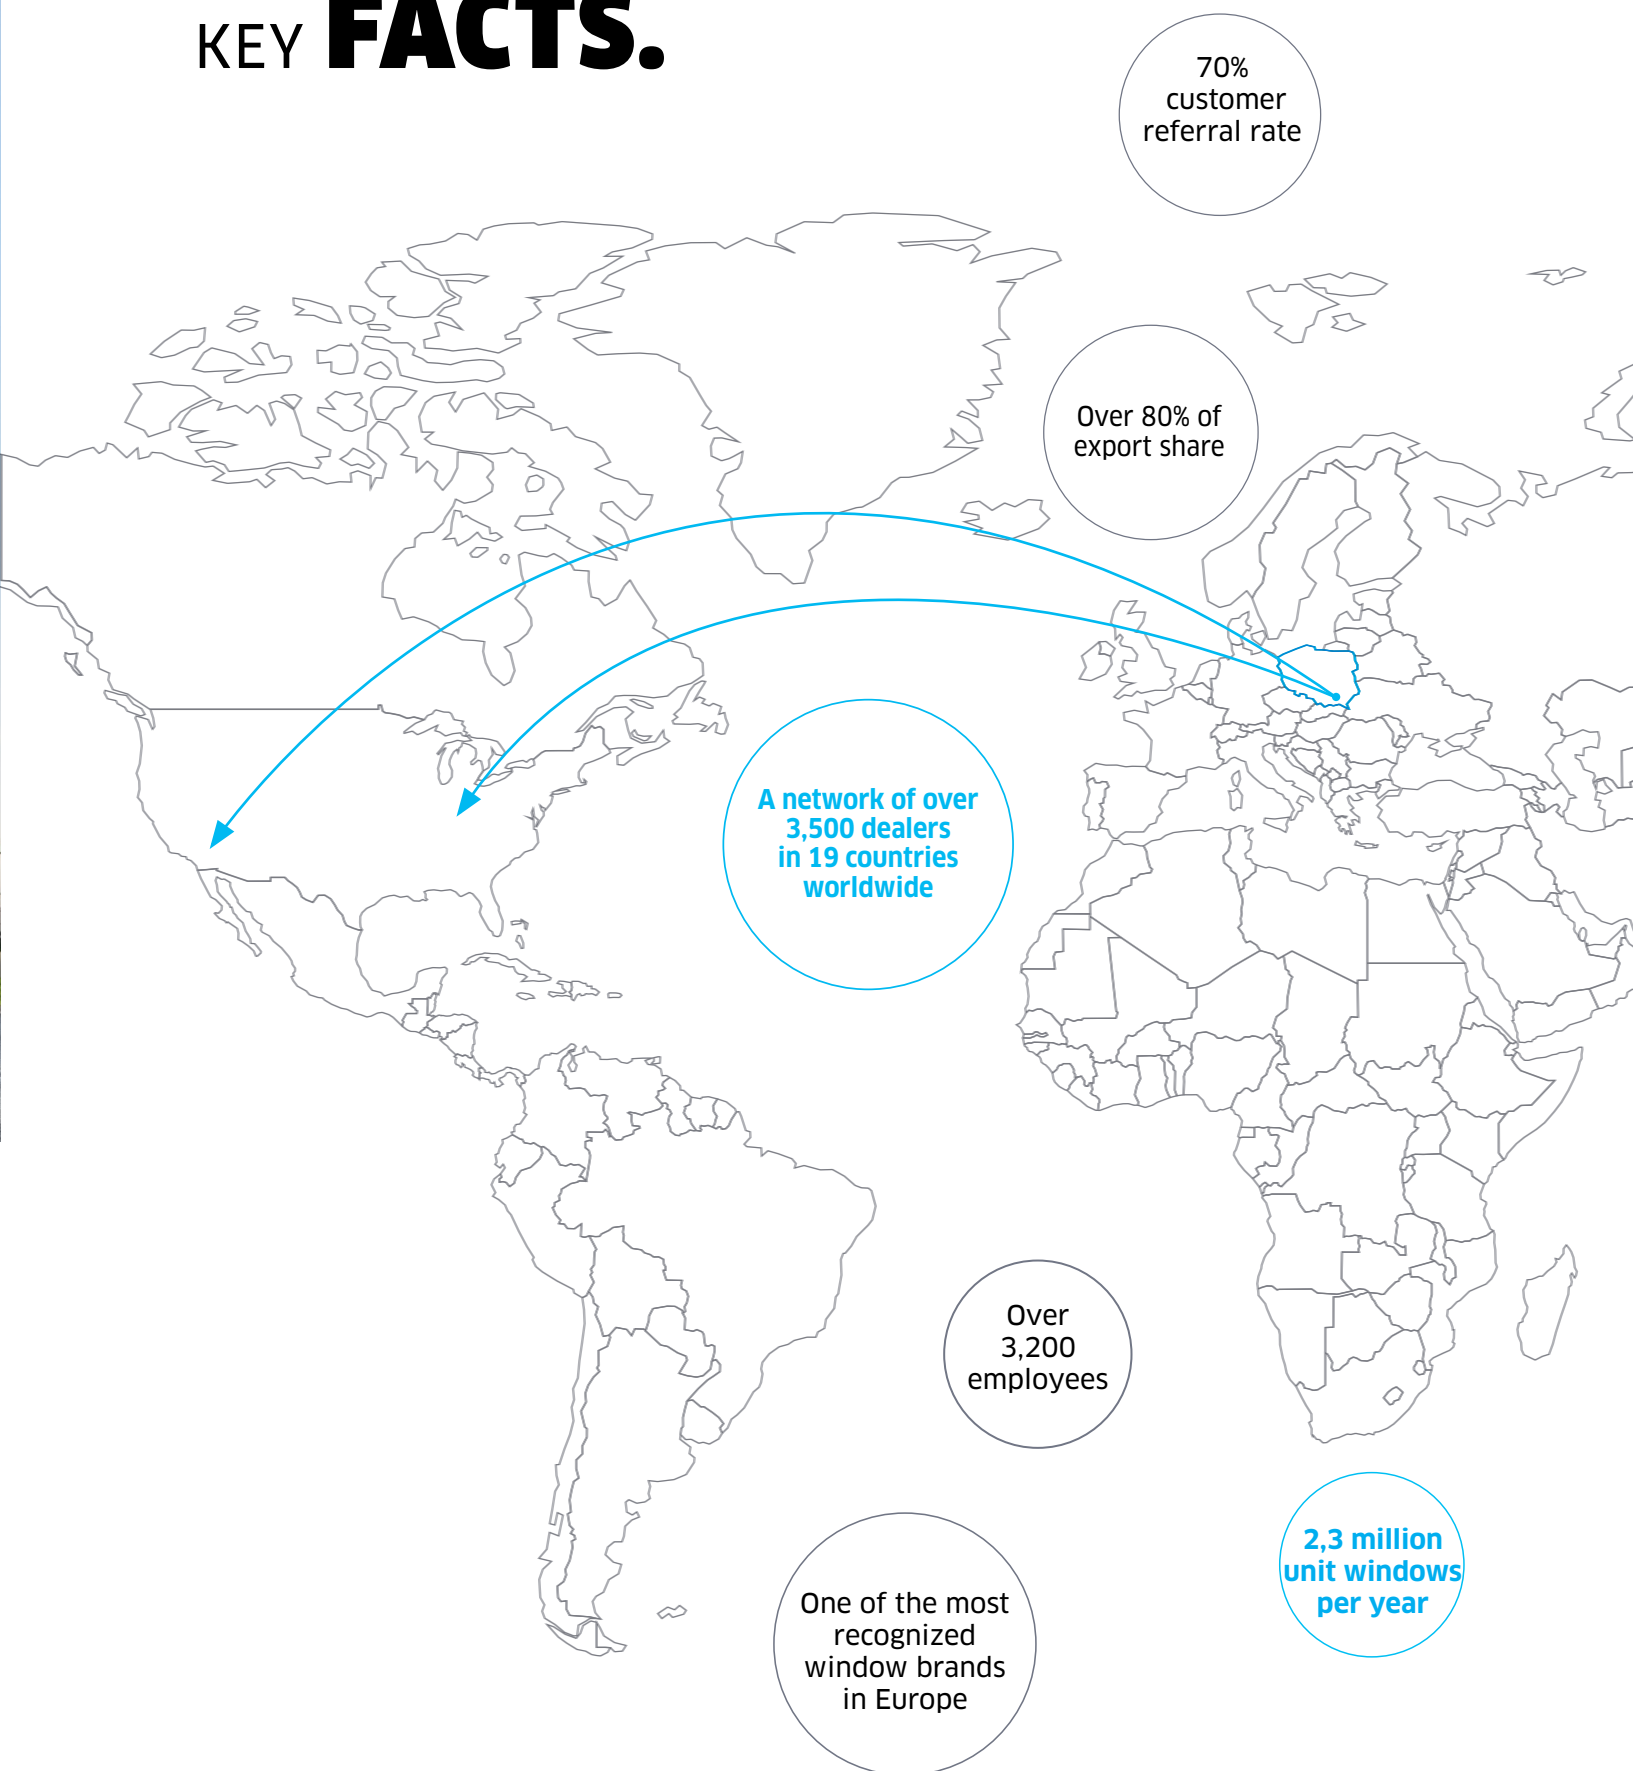 KEY FACTS.
70%
customer
referral rate
Over 80% of
export share
A network of over
3,500 dealers
in 19 countries
worldwide
Over
3,200
employees
2,3 million
unit windows
per year
One of the most
recognized
window brands
in Europe